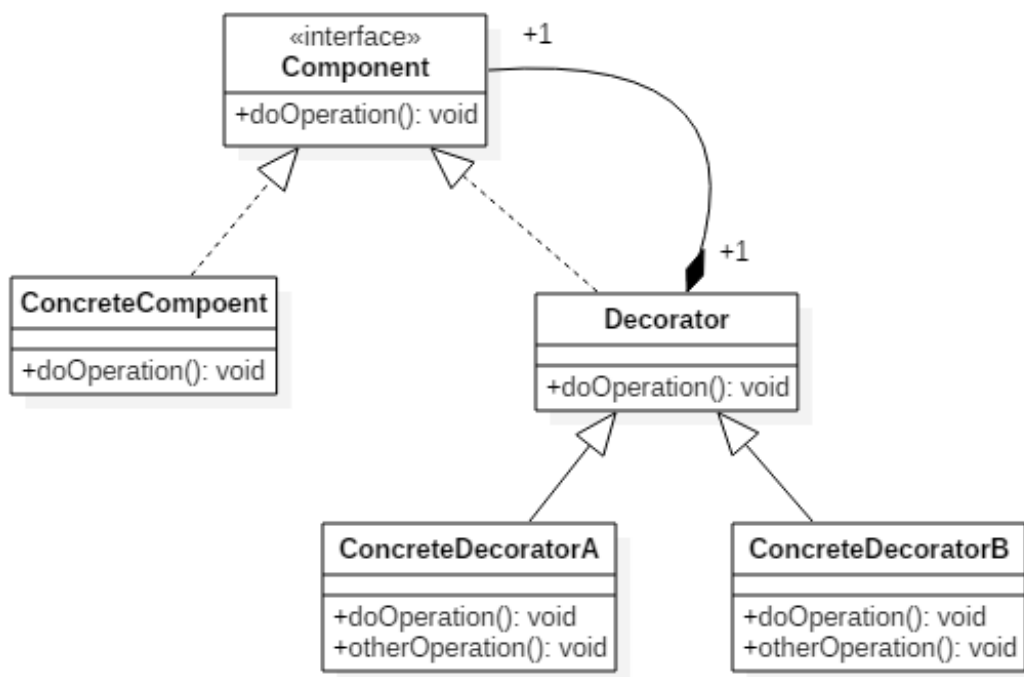 «interface»
Component
+doOperation(): void
+1
+1
ConcreteCompoent
+doOperation(): void
Decorator
+doOperation(): void
ConcreteDecoratorA
+doOperation(): void
+otherOperation(): void
ConcreteDecoratorB
+doOperation(): void
+otherOperation(): void